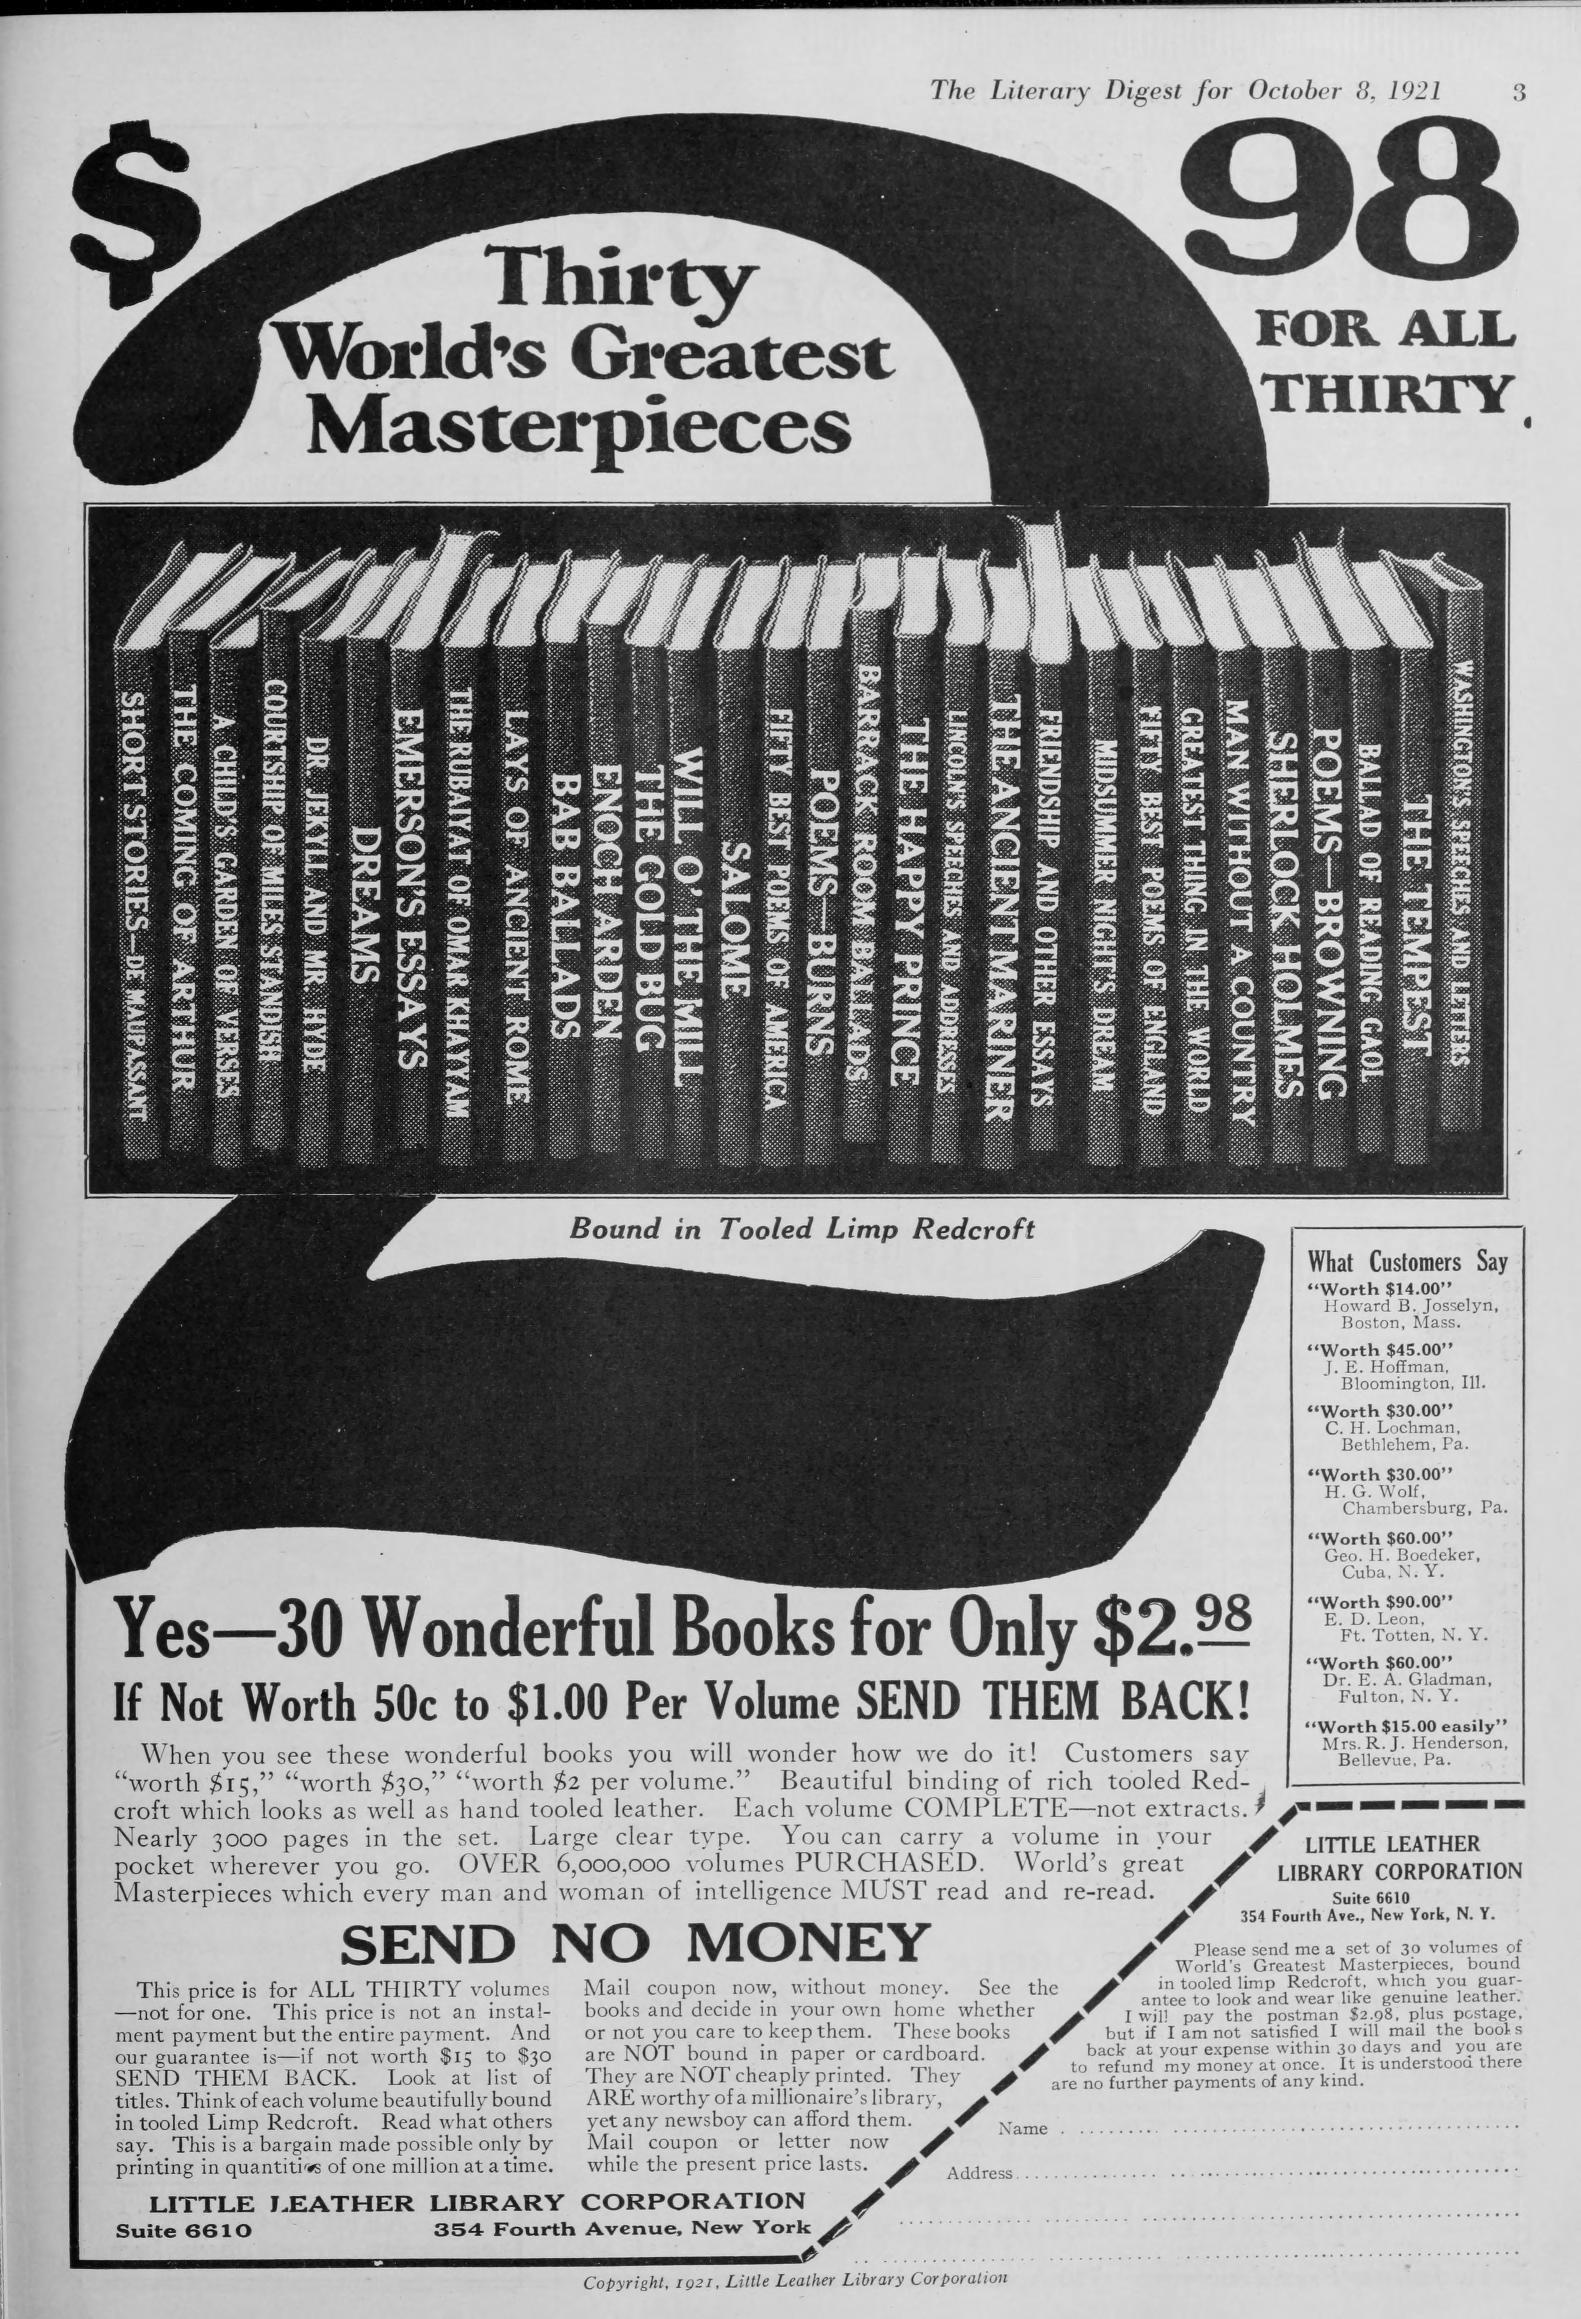 The Literary Digest for October 8, 1921 3
$2 98
FOR ALL
THIRTY
Thirty
World's Greatest
Masterpieces
SHORT STORIES—DE MAUPASSANT
THE COMING OF ARTHUR
A CHILD'S GARDEN OF VERSES
COURTSHIP OF MILES STANDISH
DR. JEKYLL AND MR. HYDE
DREAMS
EMERSON'S ESSAYS
THE RUBAIYAT OF OMAR KHAYYAM
LAYS OF ANCIENT ROME
BAB BALLADS
ENOCH ARDEN
THE GOLD BUG
WILL O' THE MILL
SALOME
FIFTY BEST POEMS OF AMERICA
POEMS—BURNS
BARRACK ROOM BALLADS
THE HAPPY PRINCE
LINCOLN'S SPEECHES AND ADDRESSES
THE ANCIENT MARINER
FRIENDSHIP AND OTHER ESSAYS
MIDSUMMER NIGHT'S DREAM
FIFTY BEST POEMS OF ENGLAND
GREATEST THING IN THE WORLD
MAN WITHOUT A COUNTRY
SHERLOCK HOLMES
POEMS—BROWNING
BALLAD OF READING GAOL
THE TEMPEST
WASHINGTON'S SPEECHES AND LETTERS
Bound in Tooled Limp Redcroft
What Customers Say
"Worth $14.00"
Howard B. Josselyn,
Boston, Mass.
"Worth $45.00"
J. E. Hoffman,
Bloomington, Ill.
"Worth $30.00"
C. H. Lochman,
Bethlehem, Pa.
"Worth $30.00"
H. G. Wolf,
Chambersburg, Pa.
"Worth $60.00"
Geo. H. Boedeker,
Cuba, N. Y.
"Worth $90.00"
E. D. Leon,
Ft. Totten, N. Y.
"Worth $60.00"
Dr. E. A. Gladman,
Fulton, N. Y.
"Worth $15.00 easily"
Mrs. R. J. Henderson,
Bellevue, Pa.
Yes—30 Wonderful Books for Only $2.98
If Not Worth 50c to $1.00 Per Volume SEND THEM BACK!
When you see these wonderful books you will wonder how we do it! Customers say
"worth $15," "worth $30," "worth $2 per volume." Beautiful binding of rich tooled Red-
croft which looks as well as hand tooled leather. Each volume COMPLETE—not extracts.
Nearly 3000 pages in the set. Large clear type. You can carry a volume in your
pocket wherever you go. OVER 6,000,000 volumes PURCHASED. World's great
Masterpieces which every man and woman of intelligence MUST read and re-read.
SEND NO MONEY
This price is for ALL THIRTY volumes
—not for one. This price is not an instal-
ment payment but the entire payment. And
our guarantee is—if not worth $15 to $30
SEND THEM BACK. Look at list of
titles. Think of each volume beautifully bound
in tooled Limp Redcroft. Read what others
say. This is a bargain made possible only by
printing in quantities of one million at a time.
Mail coupon now, without money. See the
books and decide in your own home whether
or not you care to keep them. These books
are NOT bound in paper or cardboard.
They are NOT cheaply printed. They
ARE worthy of a millionaire's library,
yet any newsboy can afford them.
Mail coupon or letter now
while the present price lasts.
LITTLE LEATHER LIBRARY CORPORATION
Suite 6610 354 Fourth Avenue, New York
LITTLE LEATHER
LIBRARY CORPORATION
Suite 6610
354 Fourth Ave., New York, N. Y.
Please send me a set of 30 volumes of
World's Greatest Masterpieces, bound
in tooled limp Redcroft, which you guar-
antee to look and wear like genuine leather.
I will pay the postman $2.98, plus postage,
but if I am not satisfied I will mail the books
back at your expense within 30 days and you are
to refund my money at once. It is understood there
are no further payments of any kind.
Name
Address
Copyright, 1921, Little Leather Library Corporation